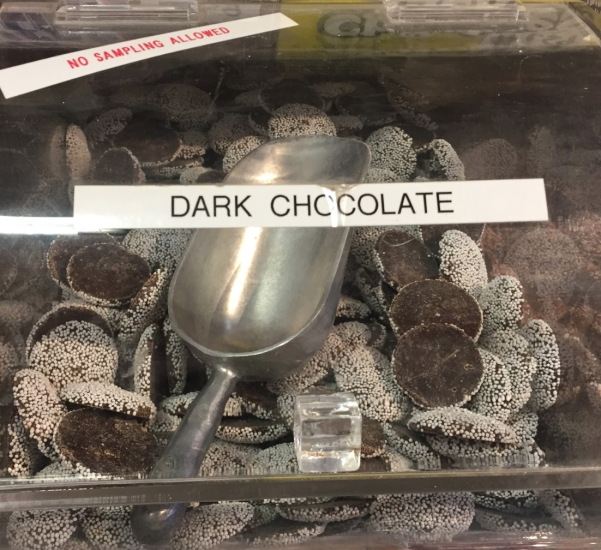 NO SAMPLING ALLOWED
DARK CHOCOLATE